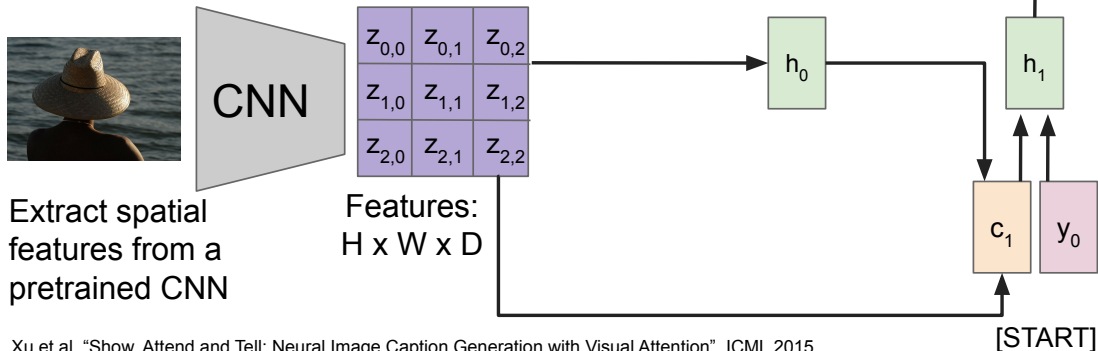 z0,0 z0,1 z0,2
z1,0 z1,1 z1,2
z2,0 z2,1 z2,2
CNN
h0
h1
Extract spatial
features from a
pretrained CNN
Features:
H x W x D
c1
y0
[START]
Xu et al, “Show, Attend and Tell: Neural Image Caption Generation with Visual Attention”, ICML 2015